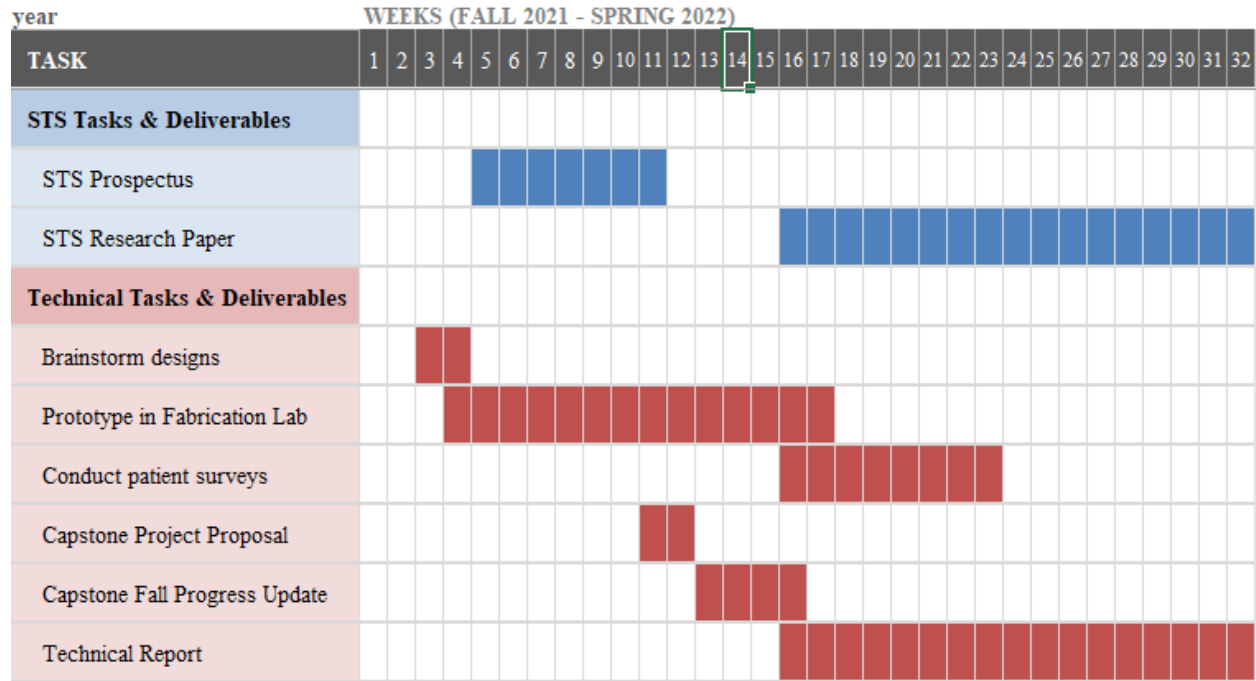 year WEEKS (FALL 2021 - SPRING 2022)
TASK 1 2 3 4 5 6 7 8 9 10 11 12 13 14 15 16 17 18 19 20 21 22 23 24 25 26 27 28 29 30 31 32
STS Tasks & Deliverables
STS Prospectus
STS Research Paper
Technical Tasks & Deliverables
Brainstorm designs
Prototype in Fabrication Lab
Conduct patient surveys
Capstone Project Proposal
Capstone Fall Progress Update
Technical Report